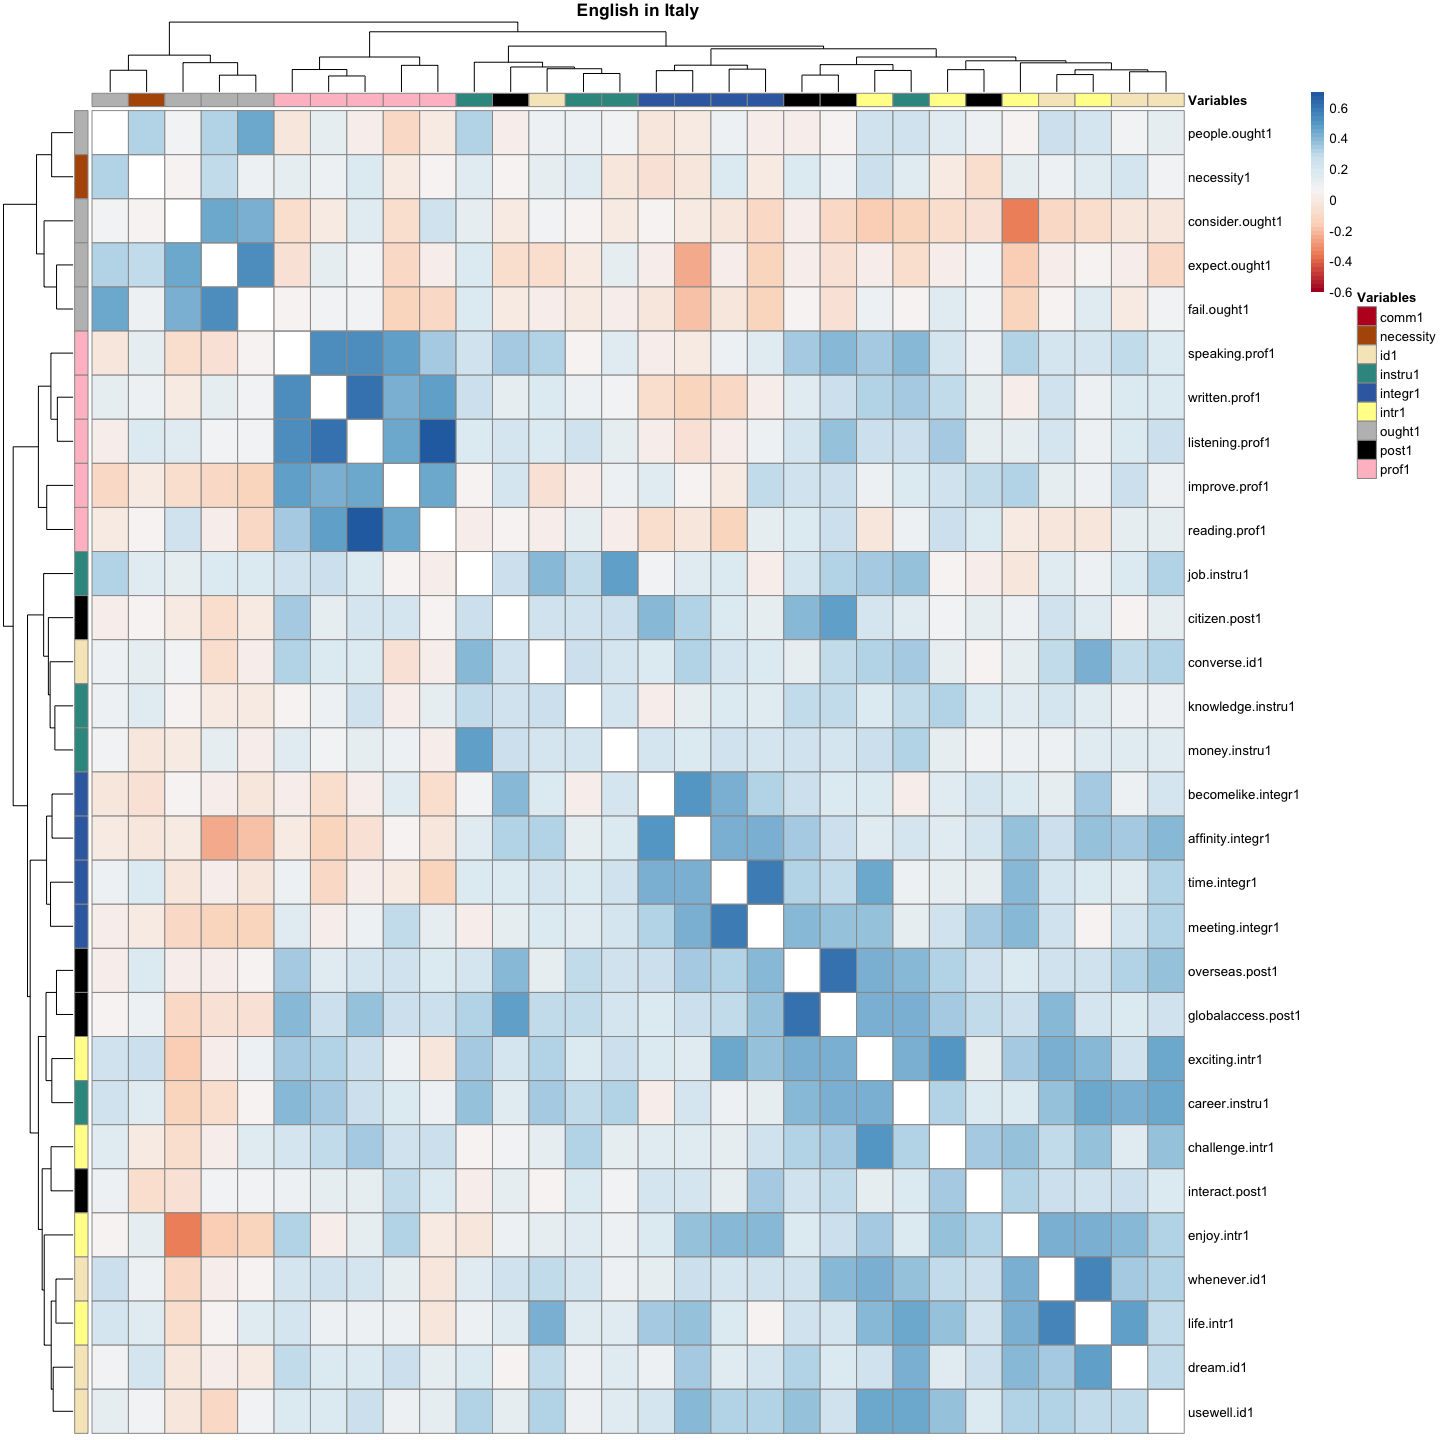 English in Italy
Variables
people.ought1
necessity1
consider.ought1
expect.ought1
fail.ought1
speaking.prof1
written.prof1
listening.prof1
improve.prof1
reading.prof1
job.instru1
citizen.post1
converse.id1
knowledge.instru1
money.instru1
becomelike.integr1
affinity.integr1
time.integr1
meeting.integr1
overseas.post1
globalaccess.post1
exciting.intr1
career.instru1
challenge.intr1
interact.post1
enjoy.intr1
whenever.id1
life.intr1
dream.id1
usewell.id1
0.6
0.4
0.2
0
-0.2
-0.4
-0.6
Variables
comm1
necessity
id1
instru1
integr1
intr1
ought1
post1
prof1